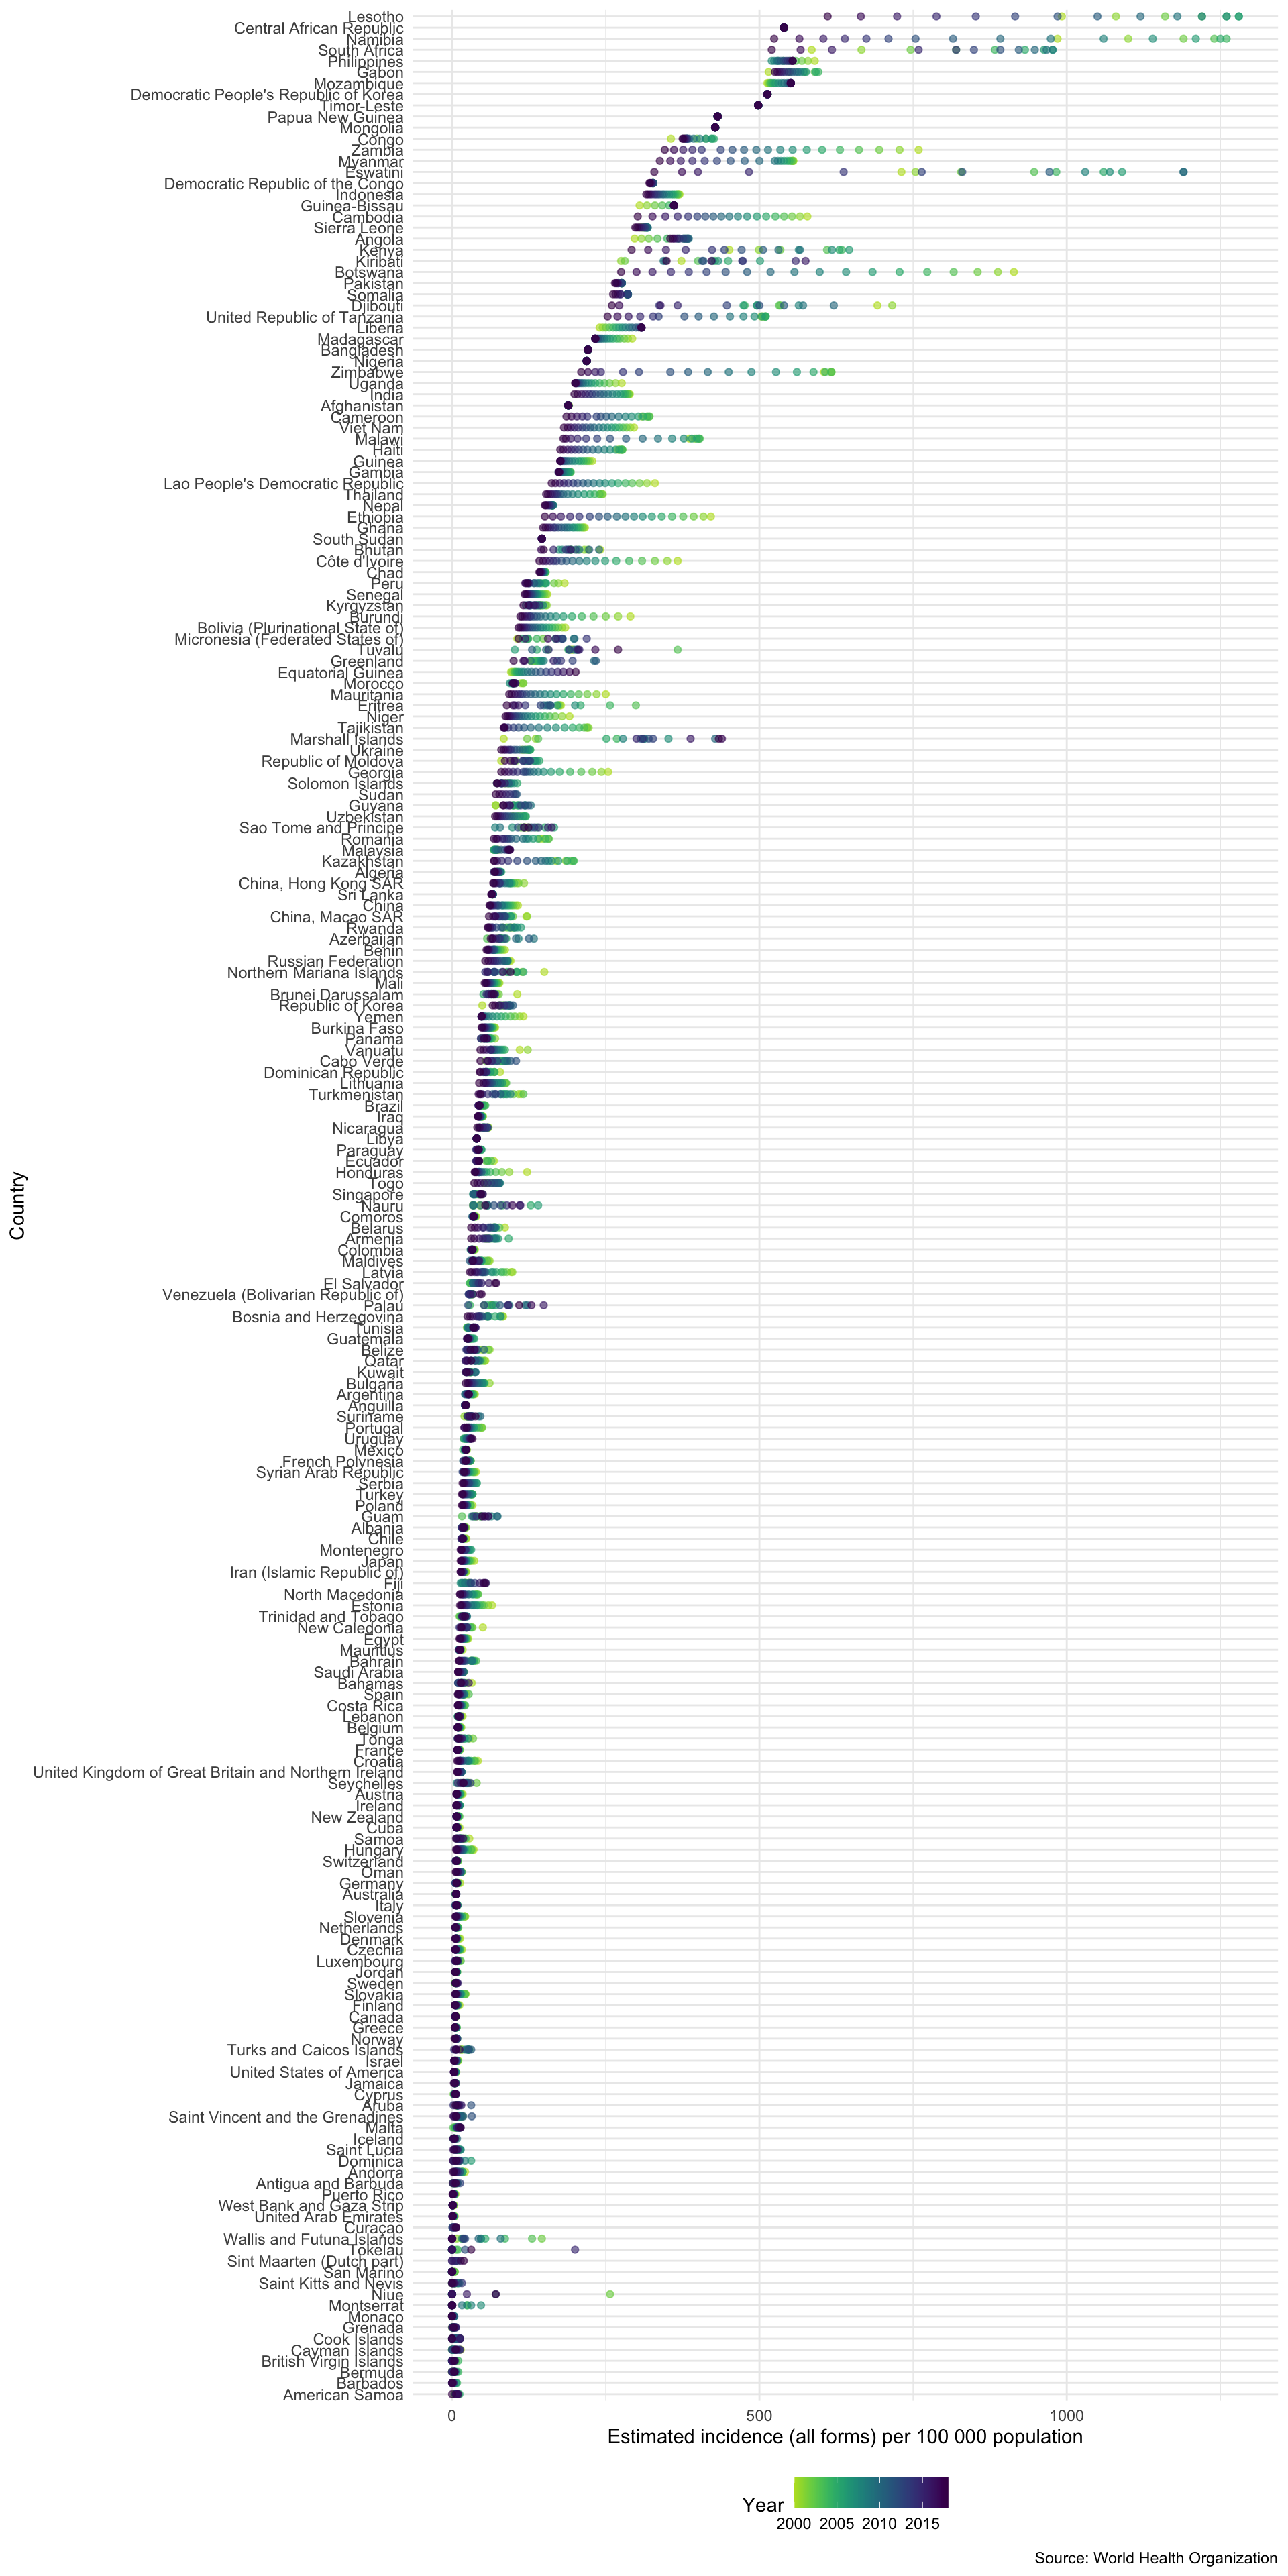 Lesotho
Central African Republic
Namibia
South Africa
Philippines
Gabon
Mozambique
Democratic People's Republic of Korea
Timor-Leste
Papua New Guinea
Mongolia
Congo
Zambia
Myanmar
Eswatini
Democratic Republic of the Congo
Indonesia
Guinea-Bissau
Cambodia
Sierra Leone
Angola
Kenya
Kiribati
Botswana
Pakistan
Somalia
Djibouti
United Republic of Tanzania
Liberia
Madagascar
Bangladesh
Nigeria
Zimbabwe
Uganda
India
Afghanistan
Cameroon
Viet Nam
Malawi
Haiti
Guinea
Gambia
Lao People's Democratic Republic
Thailand
Nepal
Ethiopia
Ghana
South Sudan
Bhutan
Côte d'Ivoire
Chad
Peru
Senegal
Kyrgyzstan
Burundi
Bolivia (Plurinational State of)
Micronesia (Federated States of)
Tuvalu
Greenland
Equatorial Guinea
Morocco
Mauritania
Eritrea
Niger
Tajikistan
Marshall Islands
Ukraine
Republic of Moldova
Georgia
Solomon Islands
Sudan
Guyana
Uzbekistan
Sao Tome and Principe
Romania
Malaysia
Kazakhstan
Algeria
China, Hong Kong SAR
Sri Lanka
China
China, Macao SAR
Rwanda
Azerbaijan
Benin
Russian Federation
Northern Mariana Islands
Mali
Brunei Darussalam
Republic of Korea
Yemen
Burkina Faso
Panama
Vanuatu
Cabo Verde
Dominican Republic
Lithuania
Turkmenistan
Brazil
Iraq
Nicaragua
Libya
Paraguay
Ecuador
Honduras
Togo
Singapore
Nauru
Comoros
Belarus
Armenia
Colombia
Maldives
Latvia
El Salvador
Venezuela (Bolivarian Republic of)
Palau
Bosnia and Herzegovina
Tunisia
Guatemala
Belize
Qatar
Kuwait
Bulgaria
Argentina
Anguilla
Suriname
Portugal
Uruguay
Mexico
French Polynesia
Syrian Arab Republic
Serbia
Turkey
Poland
Guam
Albania
Chile
Montenegro
Japan
Iran (Islamic Republic of)
Fiji
North Macedonia
Estonia
Trinidad and Tobago
New Caledonia
Egypt
Mauritius
Bahrain
Saudi Arabia
Bahamas
Spain
Costa Rica
Lebanon
Belgium
Tonga
France
Croatia
United Kingdom of Great Britain and Northern Ireland
Seychelles
Austria
Ireland
New Zealand
Cuba
Samoa
Hungary
Switzerland
Oman
Germany
Australia
Italy
Slovenia
Netherlands
Denmark
Czechia
Luxembourg
Jordan
Sweden
Slovakia
Finland
Canada
Greece
Norway
Turks and Caicos Islands
Israel
United States of America
Jamaica
Cyprus
Aruba
Saint Vincent and the Grenadines
Malta
Iceland
Saint Lucia
Dominica
Andorra
Antigua and Barbuda
Puerto Rico
West Bank and Gaza Strip
United Arab Emirates
Curaçao
Wallis and Futuna Islands
Tokelau
Sint Maarten (Dutch part)
San Marino
Saint Kitts and Nevis
Niue
Montserrat
Monaco
Grenada
Cook Islands
Cayman Islands
British Virgin Islands
Bermuda
Barbados
American Samoa
Country
0 500 1000
Estimated incidence (all forms) per 100 000 population
Year
2000 2005 2010 2015
Source: World Health Organization